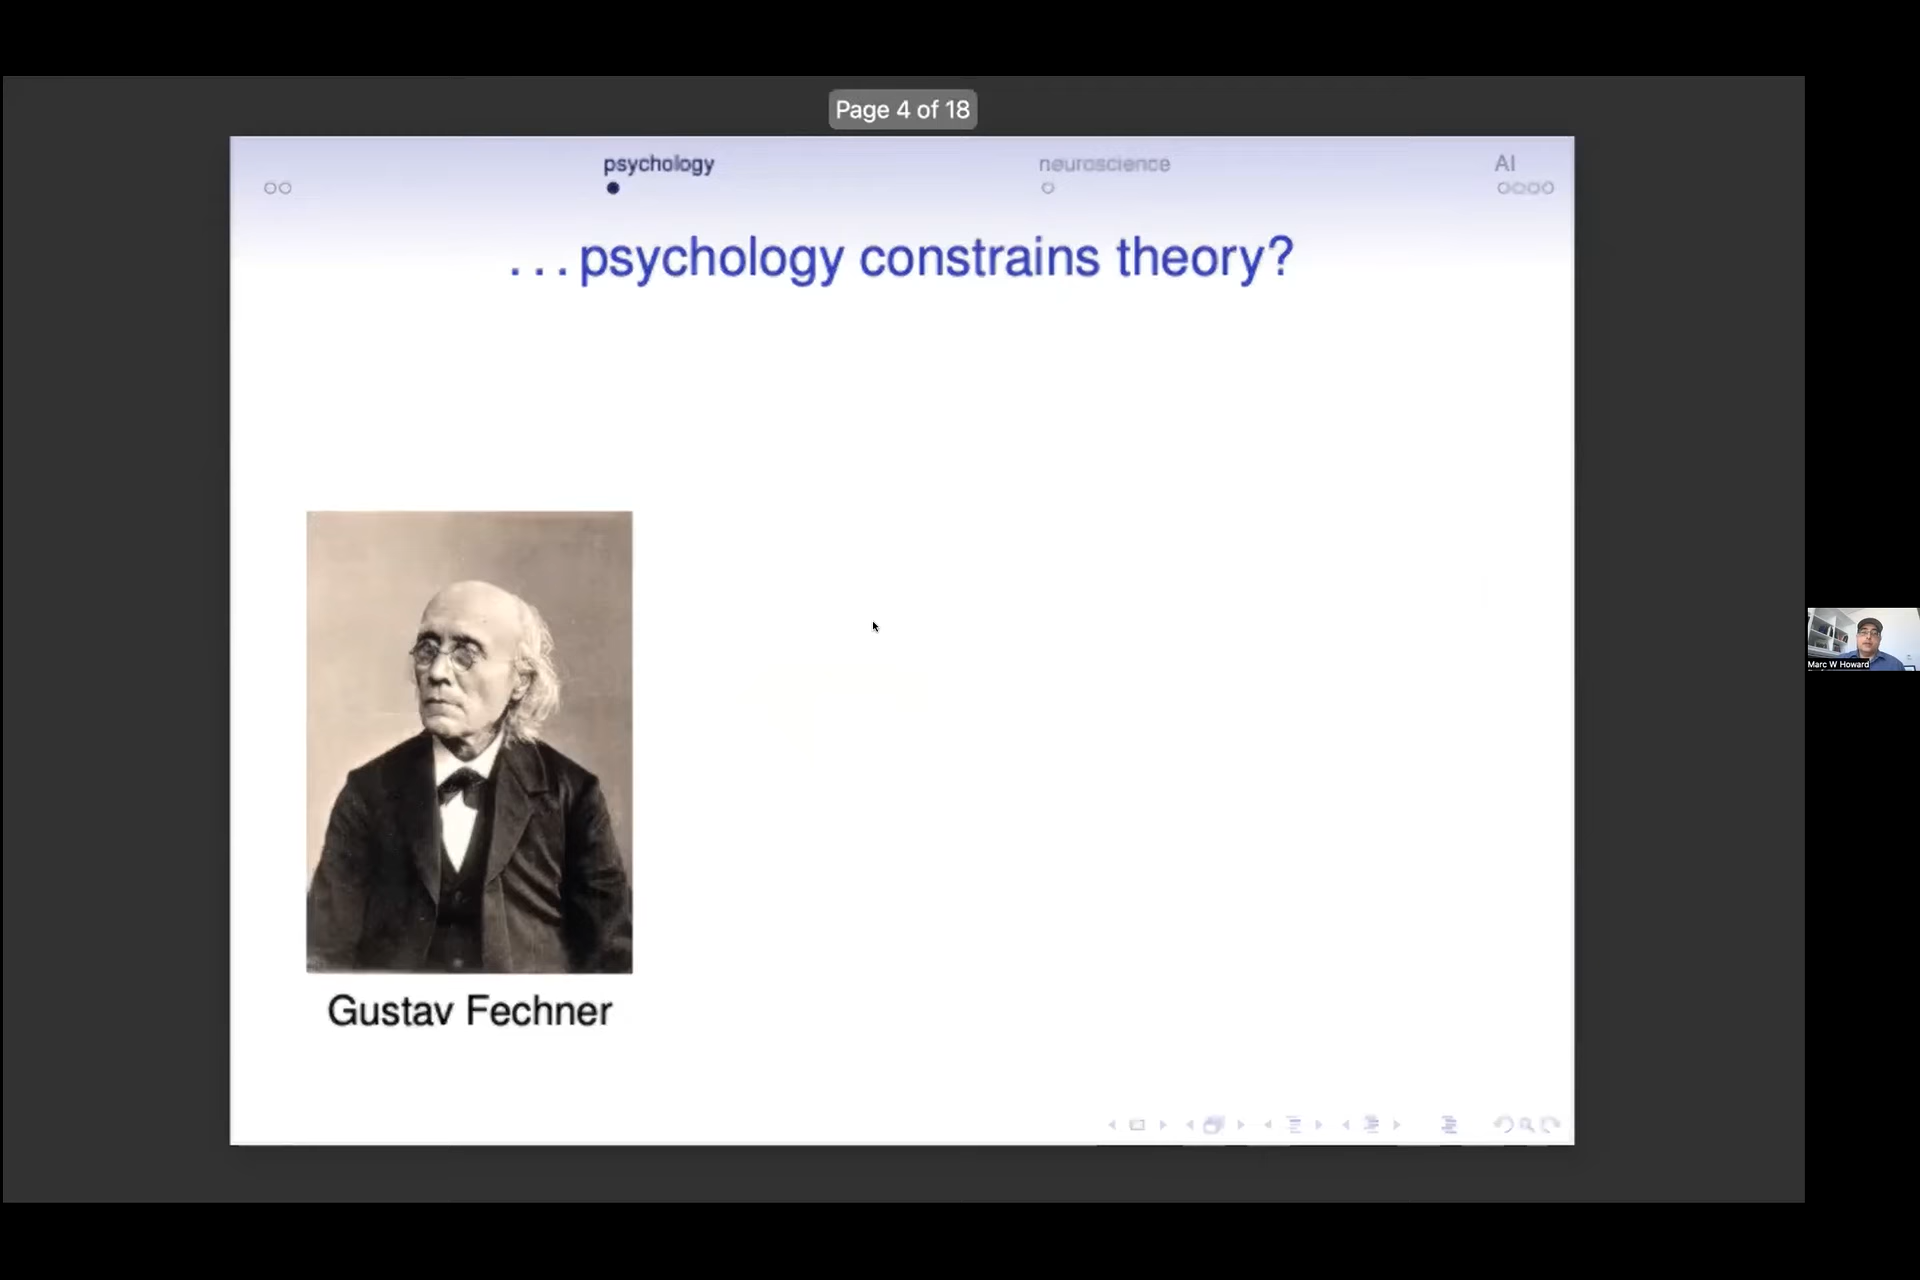 Page 4 of 18
psychology
neuroscience
AI
...psychology constrains theory?
Gustav Fechner
Marc W Howard